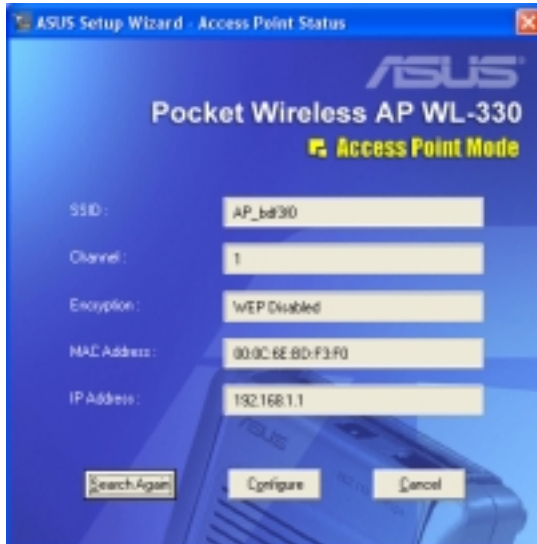 ASUS Setup Wizard - Access Point Status
ASUS
Pocket Wireless AP WL-330
Access Point Mode
SSID :
Channel :
1
Encryption :
WEP Disabled
MAC Address :
00:0C:6E:BD:F3:F0
IP Address :
192.168.1.1
ASUS
Search Again
Configure
Cancel